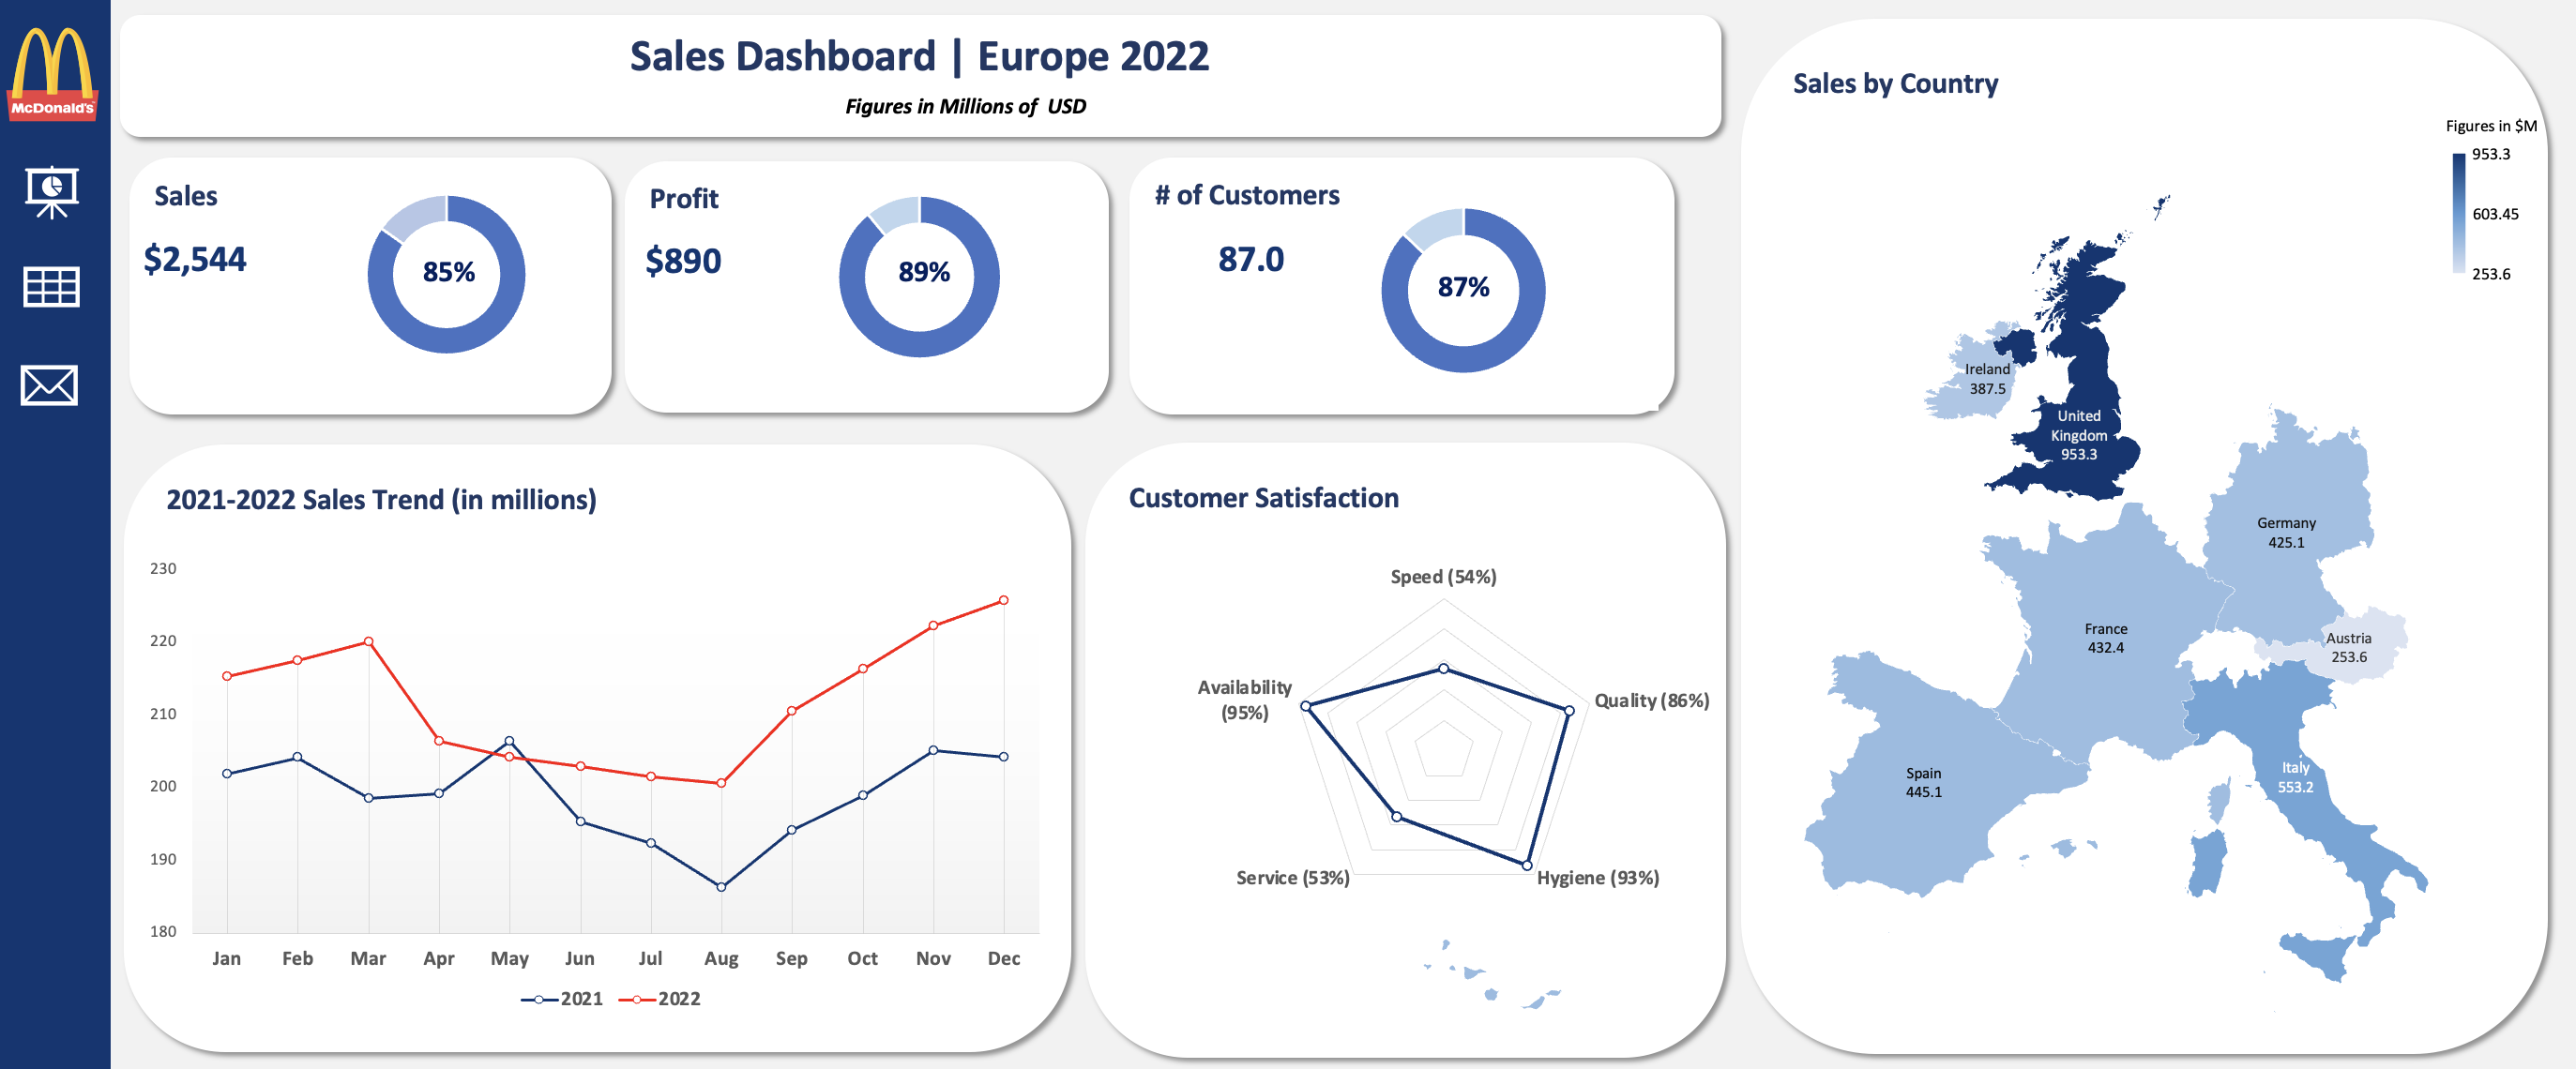 McDonald's
Sales Dashboard | Europe 2022
Figures in Millions of  USD
Sales
$2,544
85%
Profit
$890
89%
# of Customers
87.0
87%
2021-2022 Sales Trend (in millions)
230
220
210
200
190
180
Jan Feb Mar Apr May Jun Jul Aug Sep Oct Nov Dec
2021 2022
Customer Satisfaction
Speed (54%)
Availability
(95%)
Quality (86%)
Service (53%)
Hygiene (93%)
Sales by Country
Figures in $M
953.3
603.45
253.6
Ireland
387.5
United
Kingdom
953.3
Germany
425.1
France
432.4
Austria
253.6
Spain
445.1
Italy
553.2